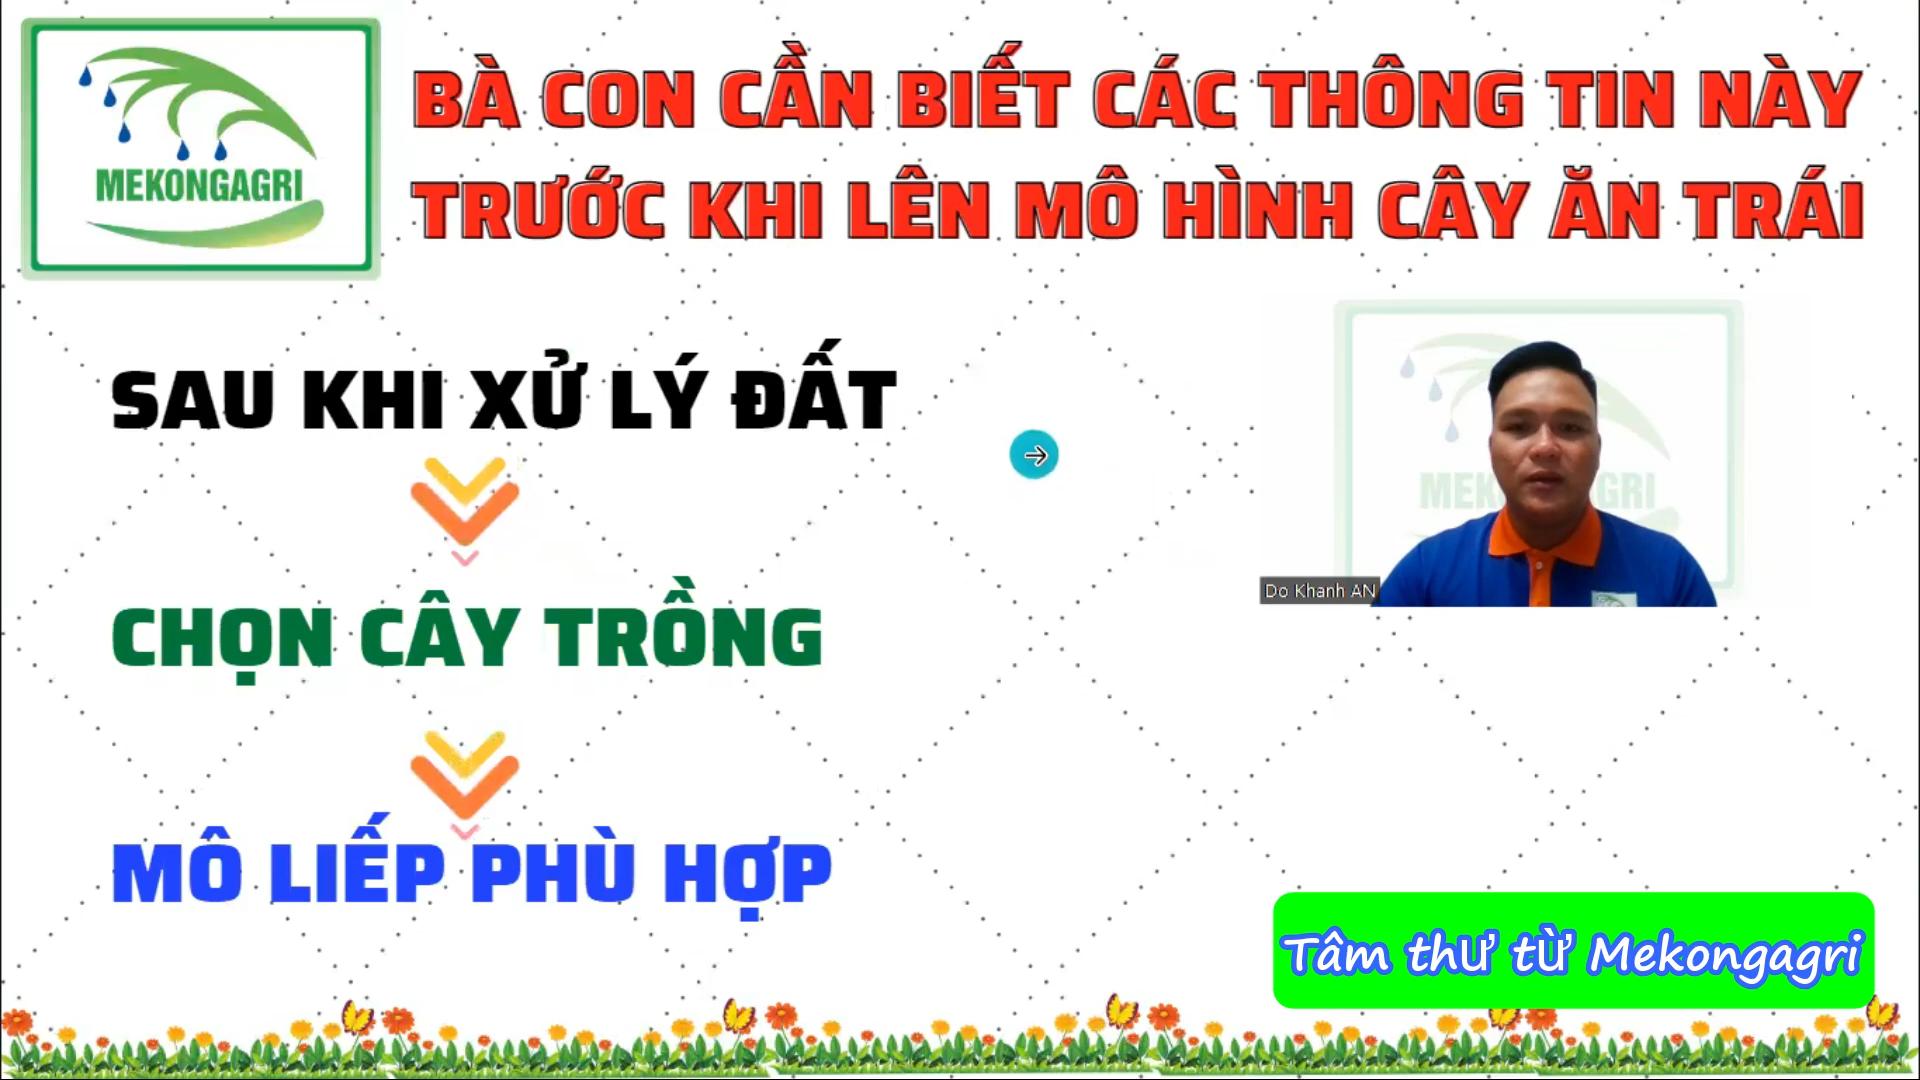 MEKONGAGRI
BÀ CON CẦN BIẾT CÁC THÔNG TIN NÀY
TRƯỚC KHI LÊN MÔ HÌNH CÂY ĂN TRÁI
SAU KHI XỬ LÝ ĐẤT
Do Khanh AN
CHỌN CÂY TRỒNG
MÔ LIẾP PHÙ HỢP
Tâm thư từ Mekongagri